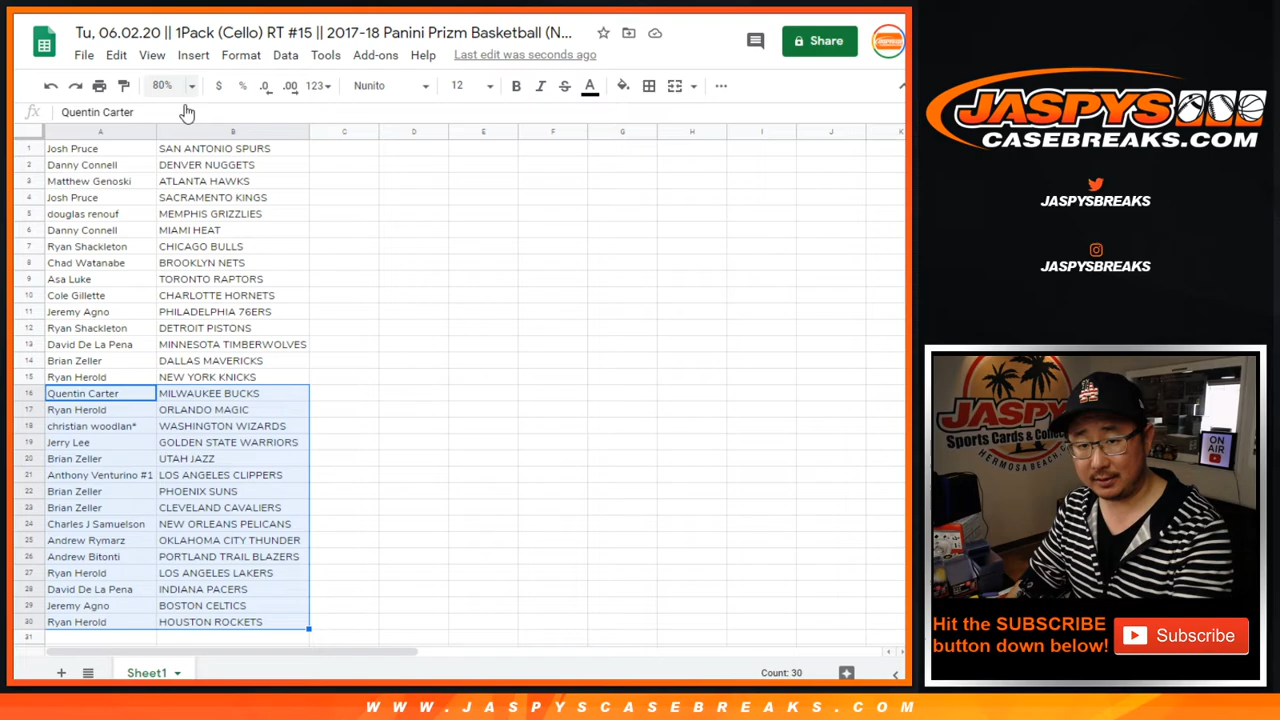 Tu, 06.02.20 || 1Pack (Cello) RT #15 || 2017-18 Panini Prizm Basketball (N...
File Edit View Insert Format Data Tools Add-ons Help Last edit was seconds ago
Share
80% $ % .0 .00 123 Nunito 12 B I S A
fx Quentin Carter
A B C D E F G H I J K
1 Josh Pruce SAN ANTONIO SPURS
2 Danny Connell DENVER NUGGETS
3 Matthew Genoski ATLANTA HAWKS
4 Josh Pruce SACRAMENTO KINGS
5 douglas renouf MEMPHIS GRIZZLIES
6 Danny Connell MIAMI HEAT
7 Ryan Shackleton CHICAGO BULLS
8 Chad Watanabe BROOKLYN NETS
9 Asa Luke TORONTO RAPTORS
10 Cole Gillette CHARLOTTE HORNETS
11 Jeremy Agno PHILADELPHIA 76ERS
12 Ryan Shackleton DETROIT PISTONS
13 David De La Pena MINNESOTA TIMBERWOLVES
14 Brian Zeller DALLAS MAVERICKS
15 Ryan Herold NEW YORK KNICKS
16 Quentin Carter MILWAUKEE BUCKS
17 Ryan Herold ORLANDO MAGIC
18 christian woodlan* WASHINGTON WIZARDS
19 Jerry Lee GOLDEN STATE WARRIORS
20 Brian Zeller UTAH JAZZ
21 Anthony Venturino #1 LOS ANGELES CLIPPERS
22 Brian Zeller PHOENIX SUNS
23 Brian Zeller CLEVELAND CAVALIERS
24 Charles J Samuelson NEW ORLEANS PELICANS
25 Andrew Rymarz OKLAHOMA CITY THUNDER
26 Andrew Bitonti PORTLAND TRAIL BLAZERS
27 Ryan Herold LOS ANGELES LAKERS
28 David De La Pena INDIANA PACERS
29 Jeremy Agno BOSTON CELTICS
30 Ryan Herold HOUSTON ROCKETS
31
Sheet1 Count: 30
JASPYS
CASEBREAKS.COM
JASPYSBREAKS
JASPYSBREAKS
JASPY
Sports Cards & Collec
HERMOSA BEACH, C
ON
AIR
Hit the SUBSCRIBE
button down below!
Subscribe
WWW.JASPYSCASEBREAKS.COM